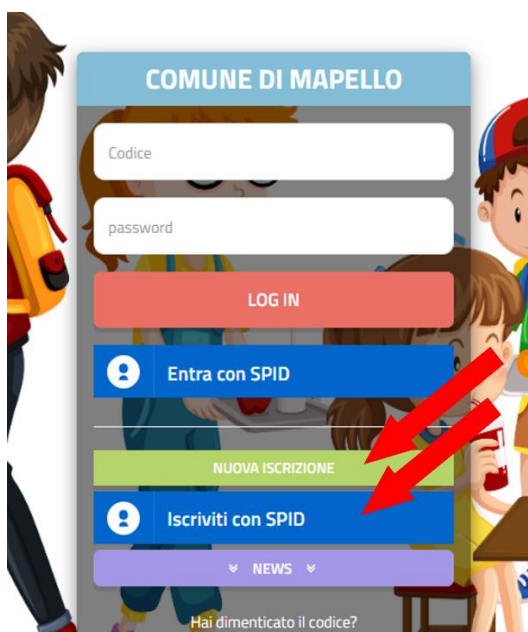 COMUNE DI MAPELLO
Codice
password
LOG IN
Entra con SPID
NUOVA ISCRIZIONE
Iscriviti con SPID
NEWS
Hai dimenticato il codice?